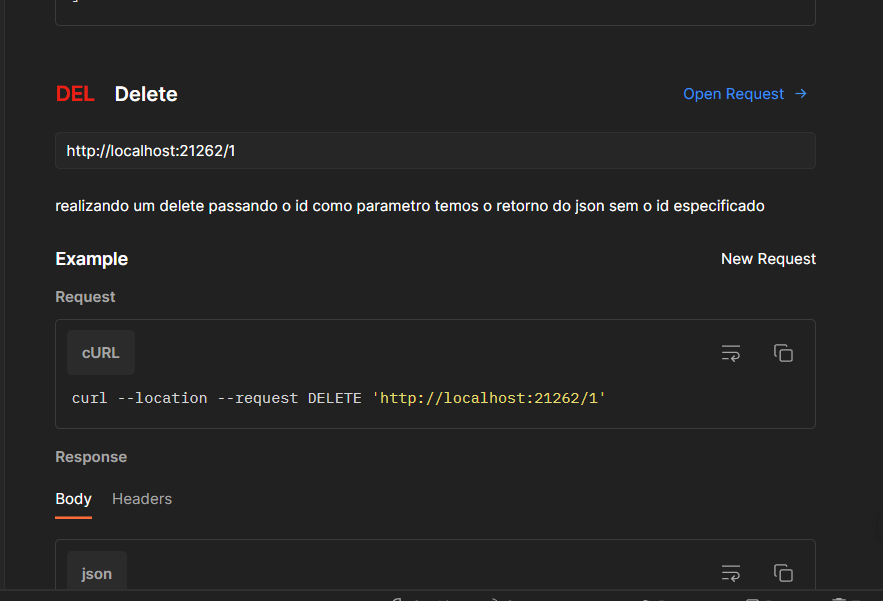 DEL Delete Open Request →
http://localhost:21262/1
realizando um delete passando o id como parametro temos o retorno do json sem o id especificado
Example New Request
Request
cURL
curl --location --request DELETE 'http://localhost:21262/1'
Response
Body Headers
json